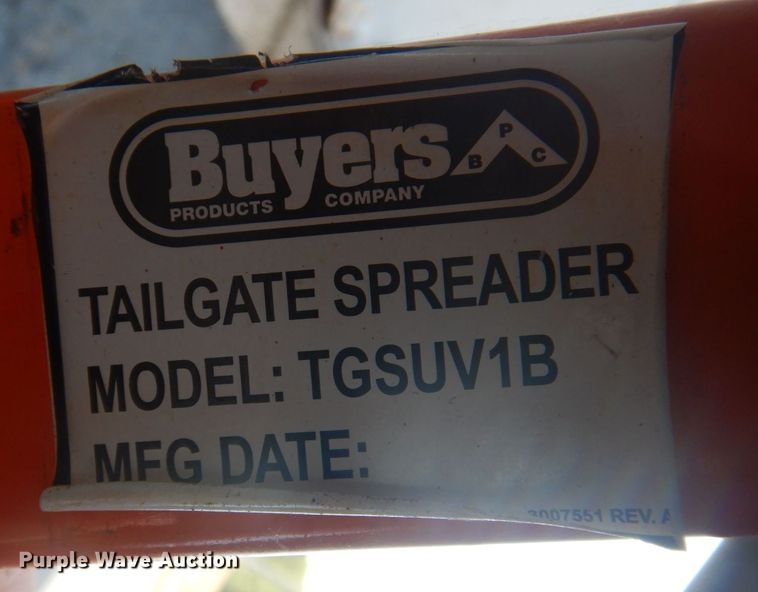 Buyers
PRODUCTS COMPANY
B P C
TAILGATE SPREADER
MODEL: TGSUV1B
MFG DATE:
3007551 REV. A
Purple Wave Auction